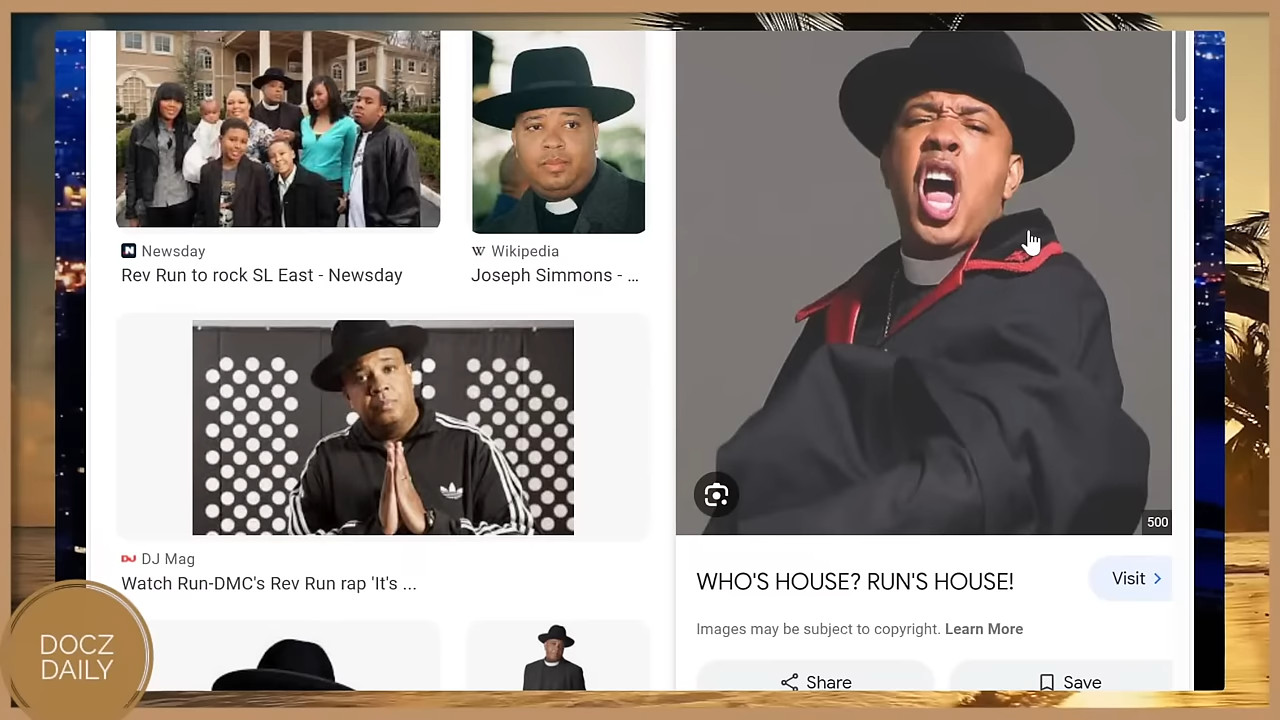 Newsday
Rev Run to rock SL East - Newsday
W Wikipedia
Joseph Simmons - ...
DJ DJ Mag
Watch Run-DMC's Rev Run rap 'It's ...
500
WHO'S HOUSE? RUN'S HOUSE!
Visit
Images may be subject to copyright. Learn More
Share
Save
DOCZ
DAILY